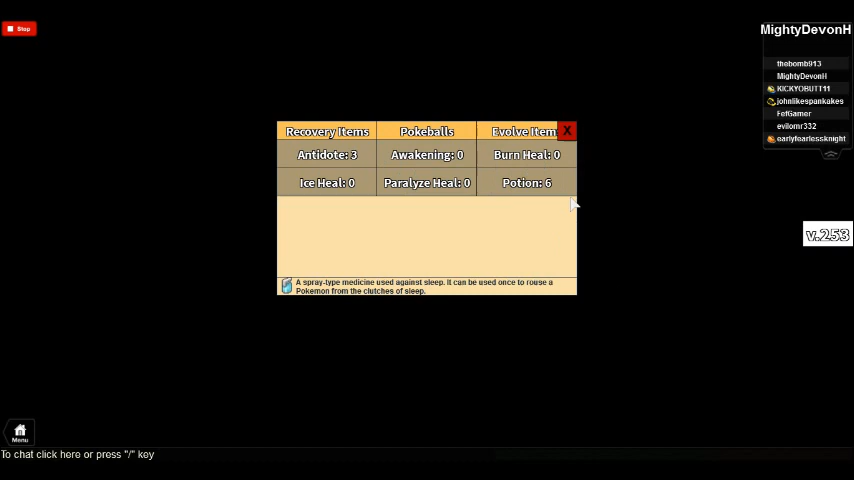 Stop
MightyDevonH
thebomb913
MightyDevonH
KICKYOBUTT11
johnlikespankakes
FefGamer
evilomr332
earlyfearlessknight
Recovery Items Pokeballs Evolve Item X
Antidote: 3 Awakening: 0 Burn Heal: 0
Ice Heal: 0 Paralyze Heal: 0 Potion: 6
A spray-type medicine used against sleep. It can be used once to rouse a
Pokemon from the clutches of sleep.
v.253
Menu
To chat click here or press "/" key